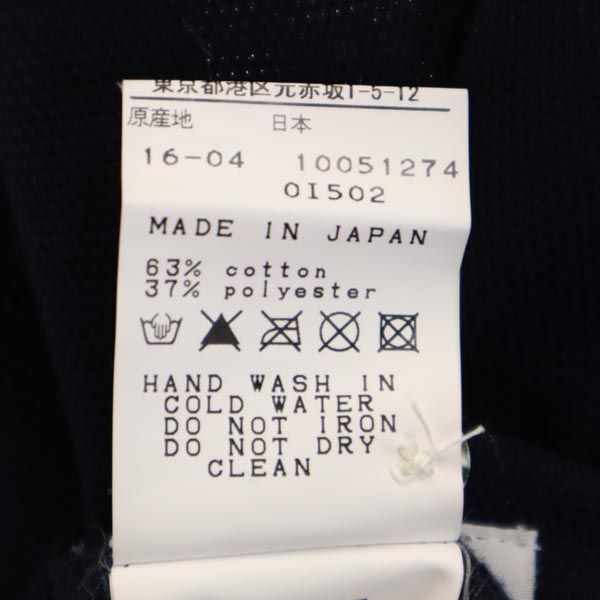 東京都港区元赤坂1-5-12
原産地 日本
16-04 10051274
01502
MADE IN JAPAN
63% cotton
37% polyester
HAND WASH IN
COLD WATER
DO NOT IRON
DO NOT DRY
CLEAN